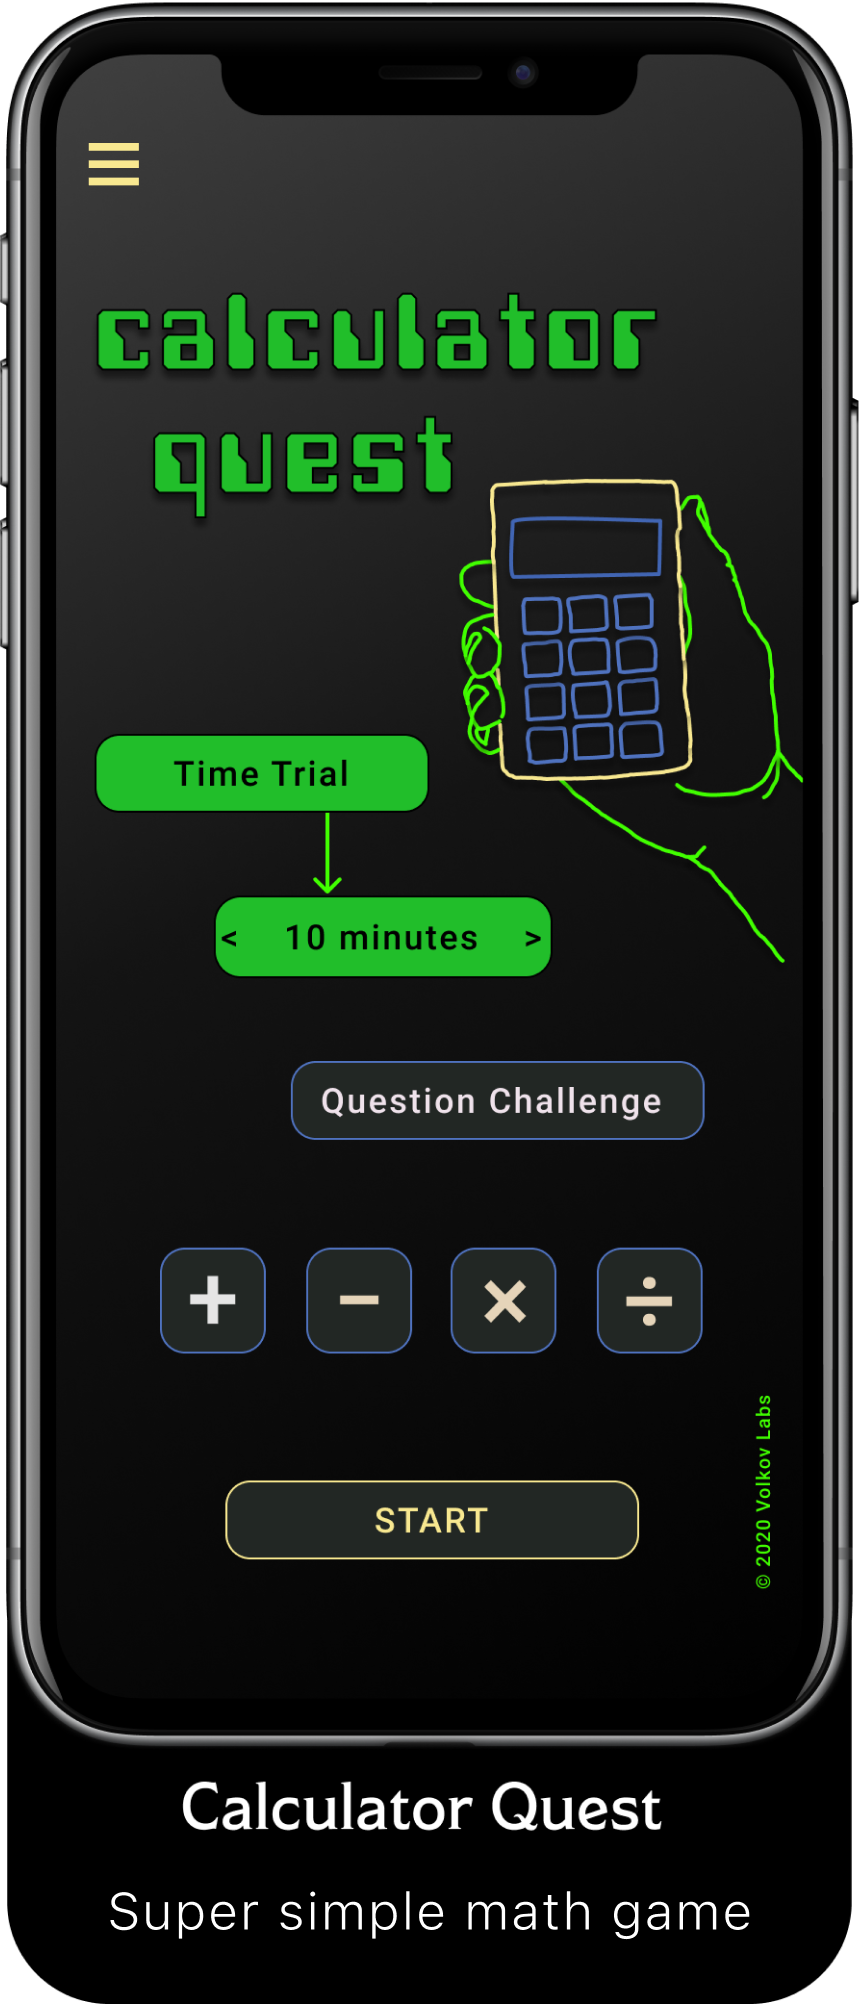 calculator
quest
Time Trial
< 10 minutes >
Question Challenge
+ − × ÷
START
© 2020 Volkov Labs
Calculator Quest
Super simple math game